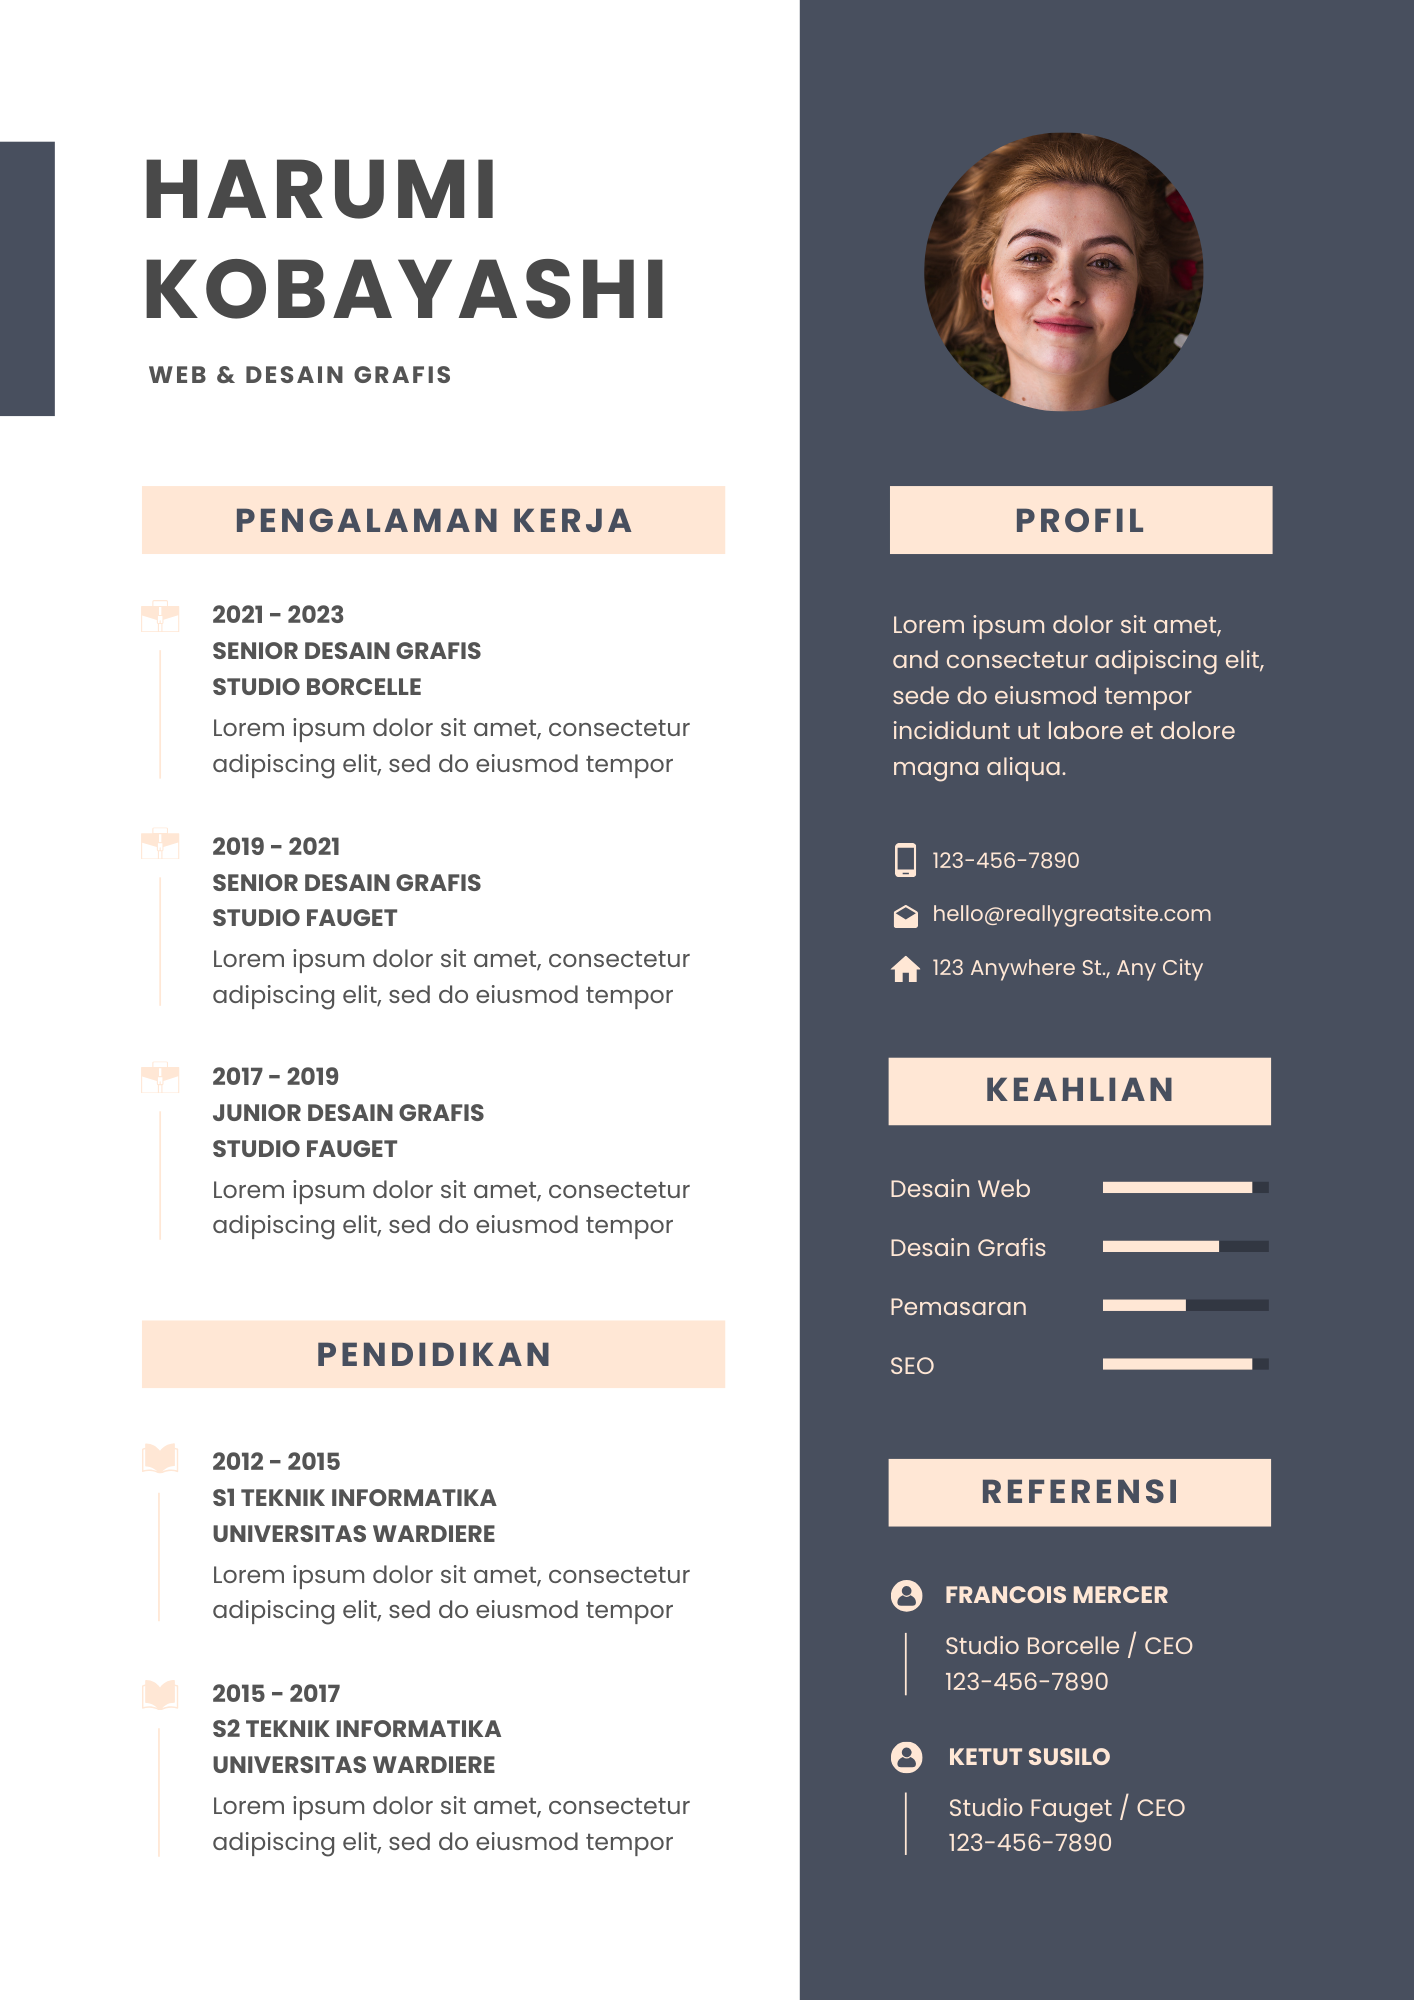 HARUMI
KOBAYASHI
WEB & DESAIN GRAFIS
PENGALAMAN KERJA
2021 - 2023
SENIOR DESAIN GRAFIS
STUDIO BORCELLE
Lorem ipsum dolor sit amet, consectetur
adipiscing elit, sed do eiusmod tempor
2019 - 2021
SENIOR DESAIN GRAFIS
STUDIO FAUGET
Lorem ipsum dolor sit amet, consectetur
adipiscing elit, sed do eiusmod tempor
2017 - 2019
JUNIOR DESAIN GRAFIS
STUDIO FAUGET
Lorem ipsum dolor sit amet, consectetur
adipiscing elit, sed do eiusmod tempor
PENDIDIKAN
2012 - 2015
S1 TEKNIK INFORMATIKA
UNIVERSITAS WARDIERE
Lorem ipsum dolor sit amet, consectetur
adipiscing elit, sed do eiusmod tempor
2015 - 2017
S2 TEKNIK INFORMATIKA
UNIVERSITAS WARDIERE
Lorem ipsum dolor sit amet, consectetur
adipiscing elit, sed do eiusmod tempor
PROFIL
Lorem ipsum dolor sit amet,
and consectetur adipiscing elit,
sede do eiusmod tempor
incididunt ut labore et dolore
magna aliqua.
123-456-7890
hello@reallygreatsite.com
123 Anywhere St., Any City
KEAHLIAN
Desain Web
Desain Grafis
Pemasaran
SEO
REFERENSI
FRANCOIS MERCER
Studio Borcelle / CEO
123-456-7890
KETUT SUSILO
Studio Fauget / CEO
123-456-7890